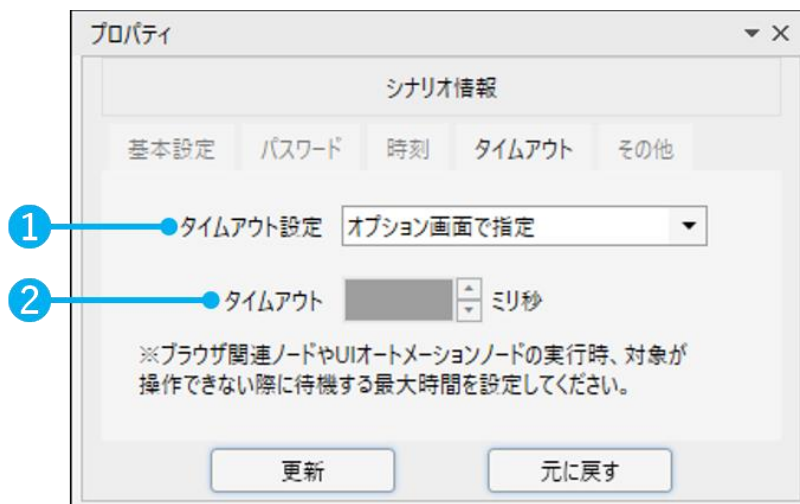 プロパティ
シナリオ情報
基本設定 パスワード 時刻 タイムアウト その他
1 タイムアウト設定 オプション画面で指定
2 タイムアウト ミリ秒
※ブラウザ関連ノードやUIオートメーションノードの実行時、対象が
操作できない際に待機する最大時間を設定してください。
更新 元に戻す